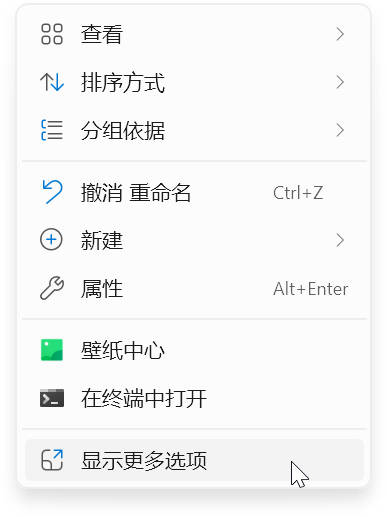 查看
排序方式
分组依据
撤消 重命名 Ctrl+Z
新建
属性 Alt+Enter
壁纸中心
在终端中打开
显示更多选项